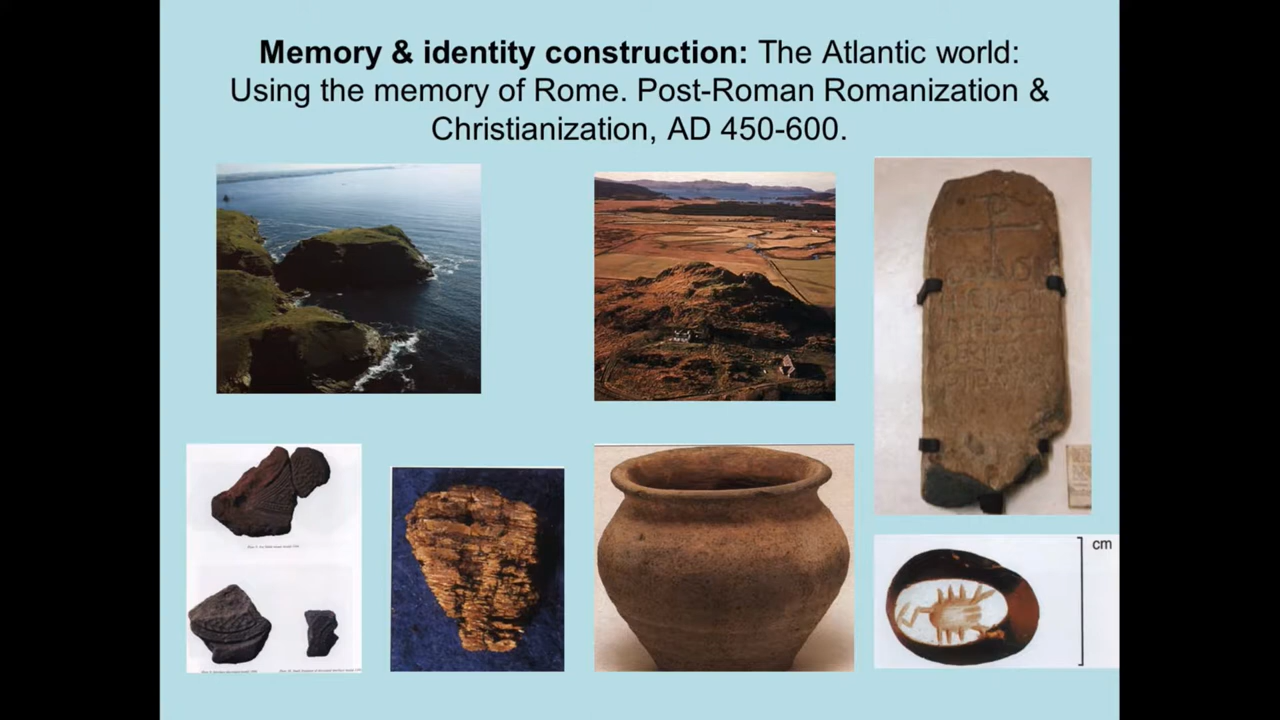 Memory & identity construction: The Atlantic world:
Using the memory of Rome. Post-Roman Romanization &
Christianization, AD 450-600.
cm